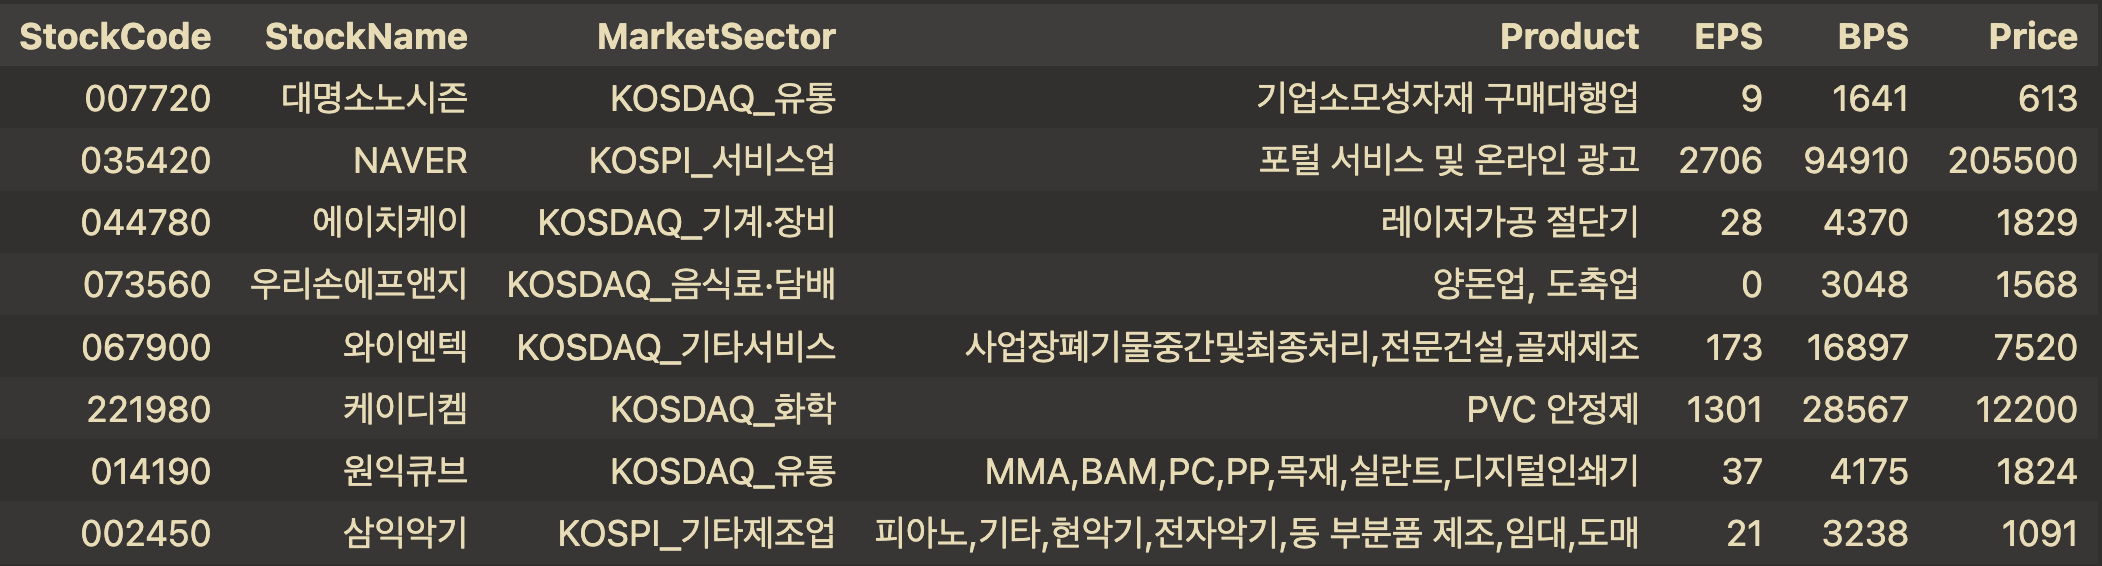 StockCode StockName MarketSector Product EPS BPS Price
007720 대명소노시즌 KOSDAQ_유통 기업소모성자재 구매대행업 9 1641 613
035420 NAVER KOSPI_서비스업 포털 서비스 및 온라인 광고 2706 94910 205500
044780 에이치케이 KOSDAQ_기계·장비 레이저가공 절단기 28 4370 1829
073560 우리손에프앤지 KOSDAQ_음식료·담배 양돈업, 도축업 0 3048 1568
067900 와이엔텍 KOSDAQ_기타서비스 사업장폐기물중간및최종처리,전문건설,골재제조 173 16897 7520
221980 케이디켐 KOSDAQ_화학 PVC 안정제 1301 28567 12200
014190 원익큐브 KOSDAQ_유통 MMA,BAM,PC,PP,목재,실란트,디지털인쇄기 37 4175 1824
002450 삼익악기 KOSPI_기타제조업 피아노,기타,현악기,전자악기,동 부분품 제조,임대,도매 21 3238 1091